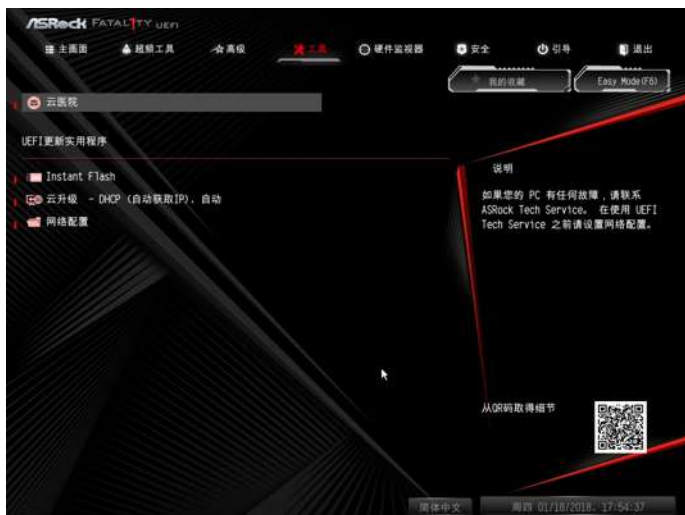 ASRock FATAL1TY UEFI
主画面 超频工具 高级 工具 硬件监视器 安全 引导 退出
我的收藏 Easy Mode(F6)
云医院
UEFI更新实用程序
Instant Flash
云升级 - DHCP (自动获取IP), 自动
网络配置
说明
如果您的 PC 有任何故障，请联系
ASRock Tech Service。 在使用 UEFI
Tech Service 之前请设置网络配置。
从QR码取得细节
简体中文 周四 01/18/2018, 17:54:37